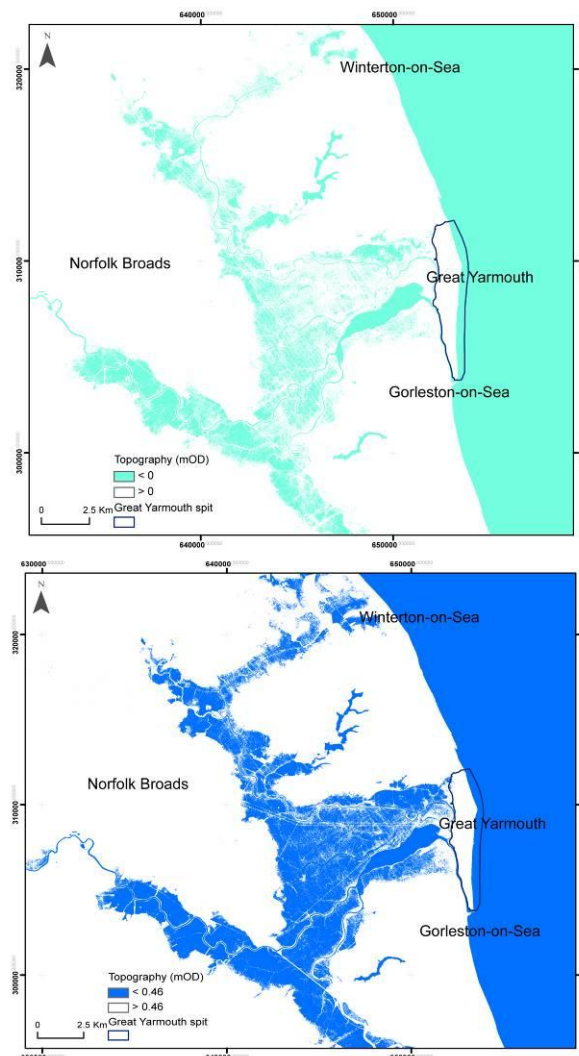 640000
650000
N
Winterton-on-Sea
320000
310000
Norfolk Broads
Great Yarmouth
Gorleston-on-Sea
300000
Topography (mOD)
< 0
> 0
0
2.5 Km
Great Yarmouth spit
640000
650000
630000
640000
650000
N
320000
Winterton-on-Sea
Norfolk Broads
310000
Great Yarmouth
Gorleston-on-Sea
300000
Topography (mOD)
< 0.46
> 0.46
0
2.5 Km
Great Yarmouth spit